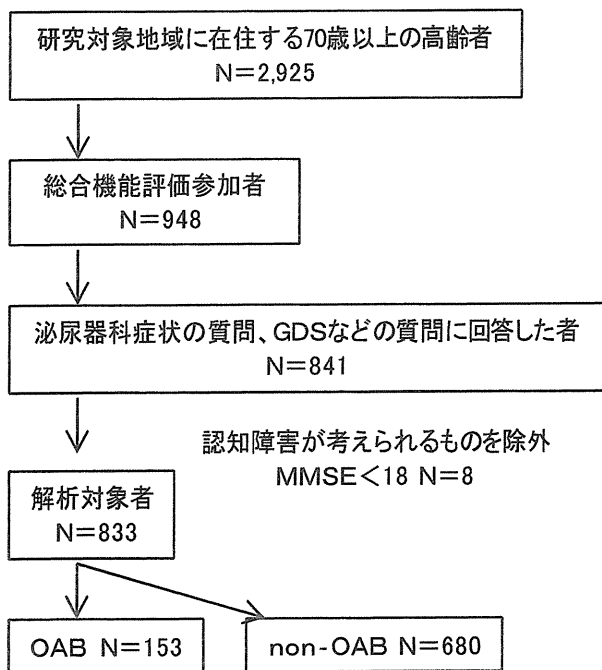 研究対象地域に在住する70歳以上の高齢者
N=2,925
総合機能評価参加者
N=948
泌尿器科症状の質問、GDSなどの質問に回答した者
N=841
認知障害が考えられるものを除外
MMSE<18 N=8
解析対象者
N=833
OAB N=153
non-OAB N=680